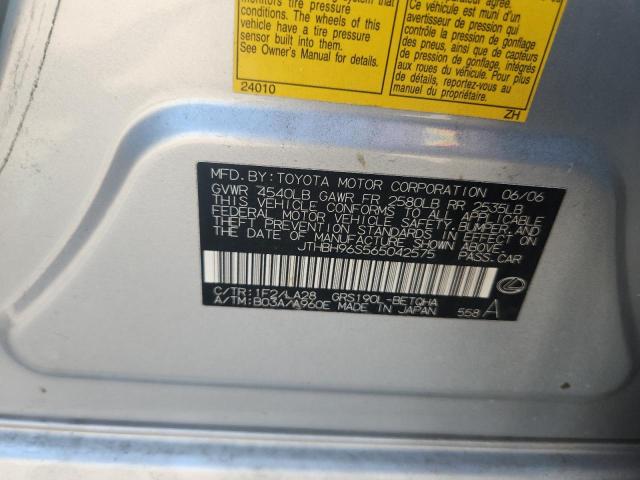 monitors tire pressure
conditions. The wheels of this
vehicle have a tire pressure
sensor built into them.
See Owner's Manual for details.
24010
Ce véhicule est muni d'un
avertisseur de pression qui
contrôle la pression de gonflage
des pneus, ainsi que de capteurs
de pression de gonflage, intégrés
aux roues du véhicule. Pour plus
de détails, reportez-vous au
manuel du propriétaire.
ZH
MFD.BY:TOYOTA MOTOR CORPORATION 06/06
GVWR 4540LB GAWR FR 2580LB RR 2535LB
THIS VEHICLE CONFORMS TO ALL APPLICABLE
FEDERAL MOTOR VEHICLE SAFETY,BUMPER,AND
THEFT PREVENTION STANDARDS IN EFFECT ON
THE DATE OF MANUFACTURE SHOWN ABOVE.
JTHBH96S565042575 PASS.CAR
C/TR:1F2/LA28 GRS190L-BETQHA
A/TM:B03A/A960E MADE IN JAPAN 558 A